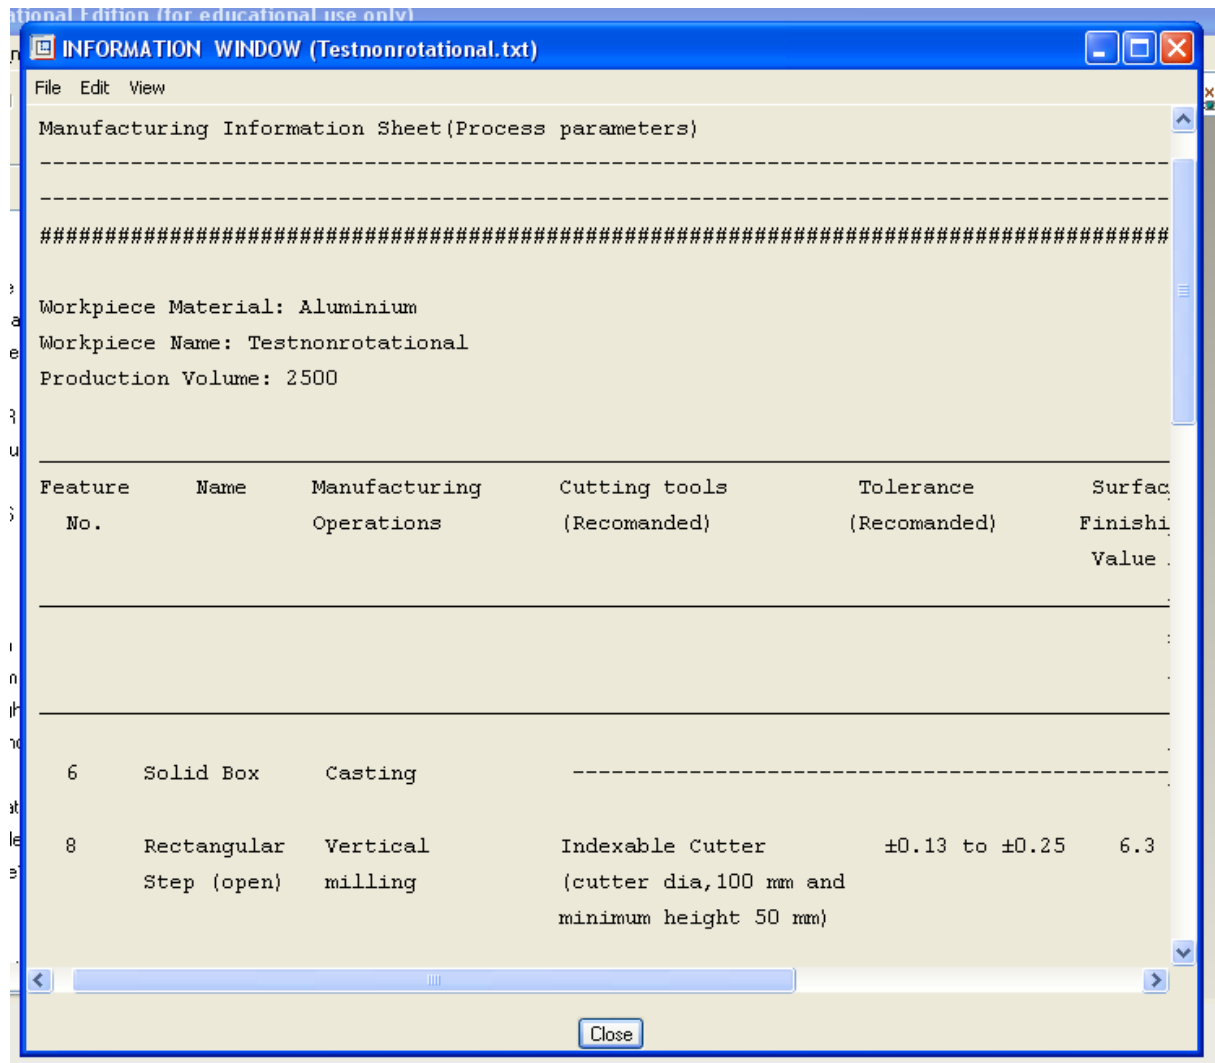 ational Edition (for educational use only)
INFORMATION WINDOW (Testnonrotational.txt)
File Edit View
Manufacturing Information Sheet(Process parameters)
----------------------------------------------------------------------------------------
----------------------------------------------------------------------------------------
########################################################################################
Workpiece Material: Aluminium
Workpiece Name: Testnonrotational
Production Volume: 2500
Feature Name Manufacturing Cutting tools Tolerance Surfac
No. Operations (Recomanded) (Recomanded) Finishi
Value
6 Solid Box Casting ----------------------------------------------
8 Rectangular Vertical Indexable Cutter ±0.13 to ±0.25 6.3
Step (open) milling (cutter dia,100 mm and
minimum height 50 mm)
Close